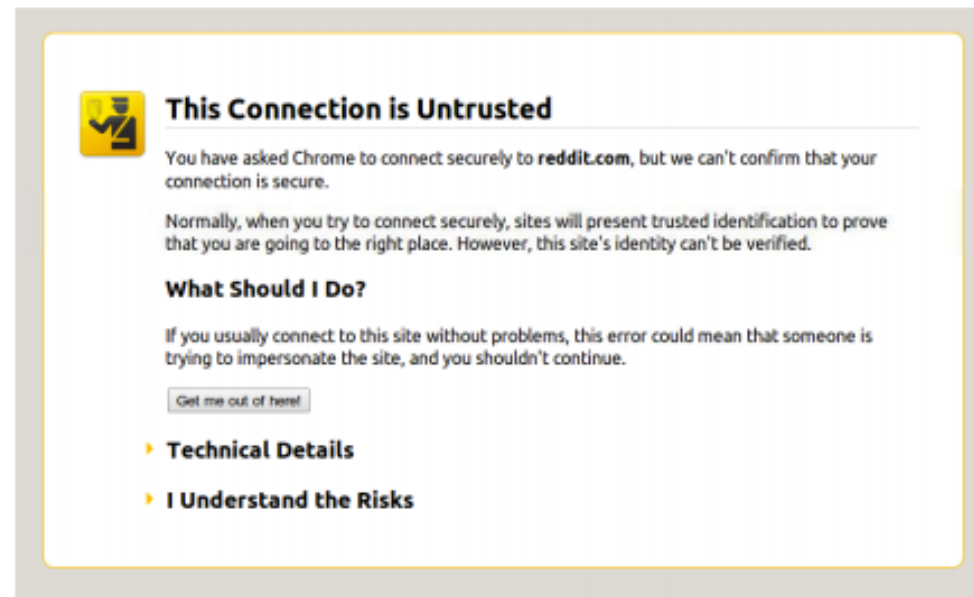 This Connection is Untrusted
You have asked Chrome to connect securely to reddit.com, but we can't confirm that your
connection is secure.
Normally, when you try to connect securely, sites will present trusted identification to prove
that you are going to the right place. However, this site's identity can't be verified.
What Should I Do?
If you usually connect to this site without problems, this error could mean that someone is
trying to impersonate the site, and you shouldn't continue.
Get me out of here!
Technical Details
I Understand the Risks